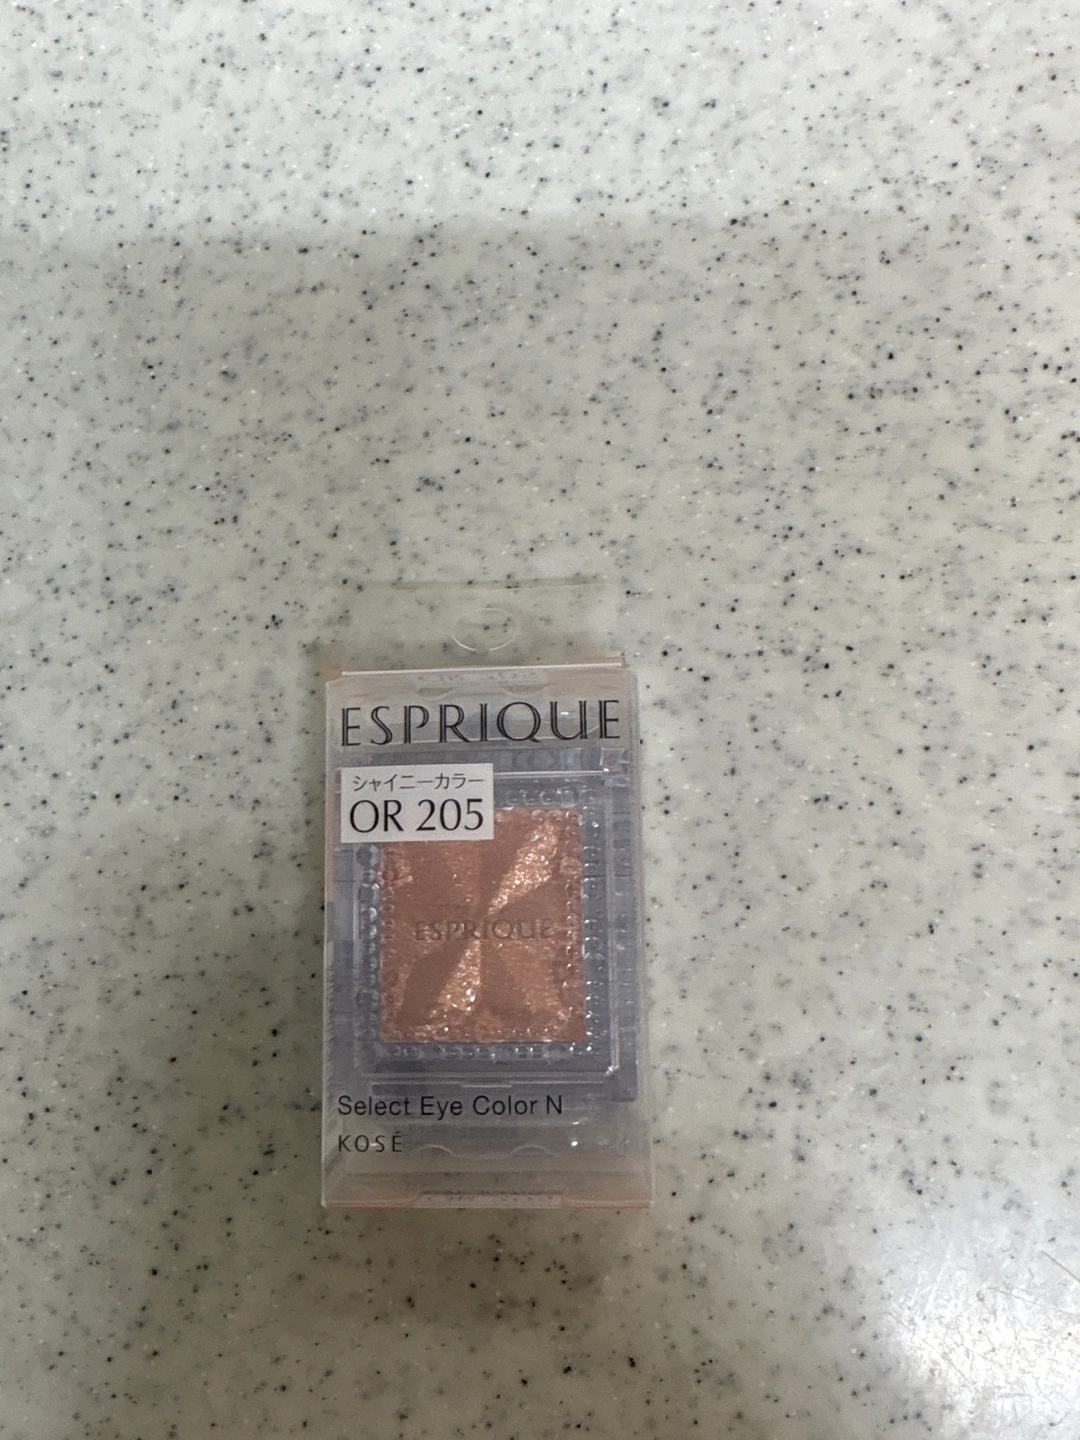 ESPRIQUE
シャイニーカラー
OR 205
ESPRIQUE
Select Eye Color N
KOSÉ